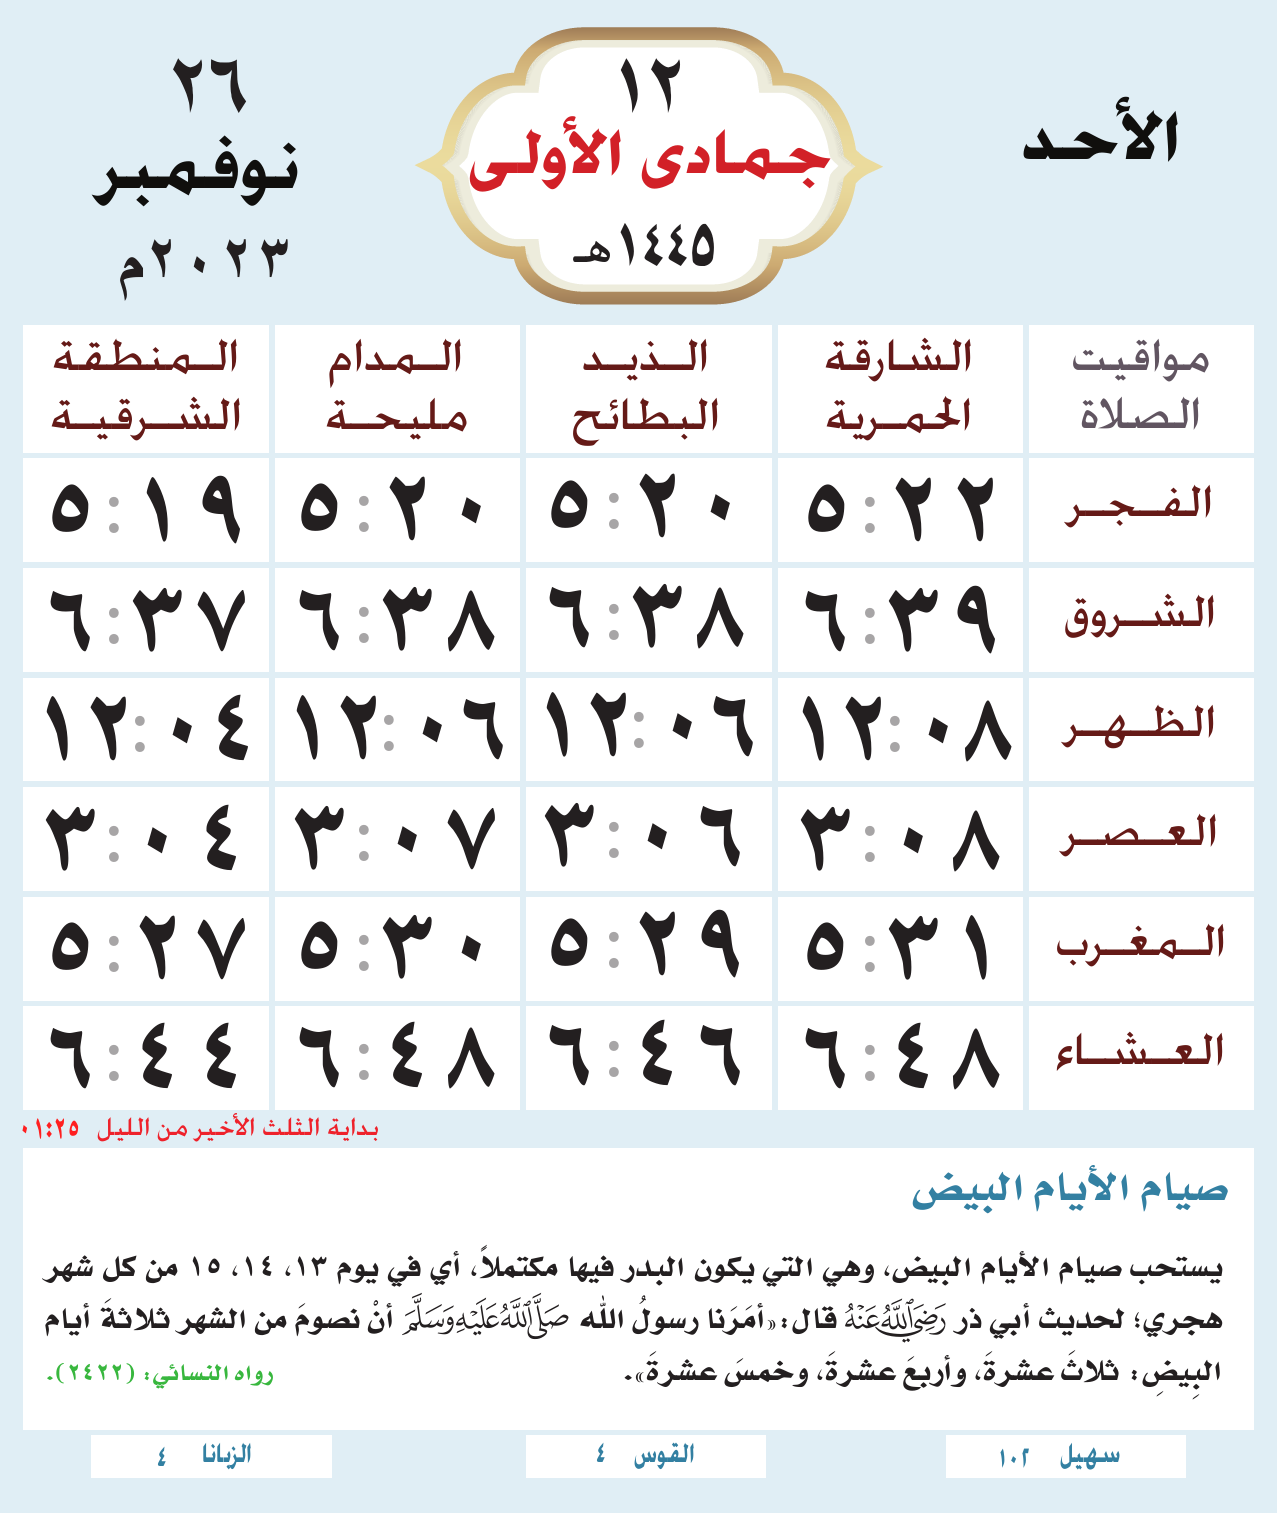 الأحد
١٢
جمادى الأولى
١٤٤٥هـ
٢٦
نوفمبر
٢٠٢٣م
مواقيت الصلاة الشارقة الحمرية الذيد البطائح المدام مليحة المنطقة الشرقية
الفجر ٥:٢٢ ٥:٢٠ ٥:٢٠ ٥:١٩
الشروق ٦:٣٩ ٦:٣٨ ٦:٣٨ ٦:٣٧
الظهر ١٢:٠٨ ١٢:٠٦ ١٢:٠٦ ١٢:٠٤
العصر ٣:٠٨ ٣:٠٦ ٣:٠٧ ٣:٠٤
المغرب ٥:٣١ ٥:٢٩ ٥:٣٠ ٥:٢٧
العشاء ٦:٤٨ ٦:٤٦ ٦:٤٨ ٦:٤٤
بداية الثلث الأخير من الليل ٠١:٢٥
صيام الأيام البيض
يستحب صيام الأيام البيض، وهي التي يكون البدر فيها مكتملاً، أي في يوم ١٣، ١٤، ١٥ من كل شهر
هجري؛ لحديث أبي ذر رَضِيَ اللَّهُ عَنْهُ قال: «أمَرَنا رسولُ الله صَلَّى اللَّهُ عَلَيْهِ وَسَلَّمَ أنْ نصومَ من الشهر ثلاثةَ أيام
البِيضِ: ثلاثَ عشرةَ، وأربعَ عشرةَ، وخمسَ عشرةَ». رواه النسائي: (٢٤٢٢).
سهيل ١٠٢
القوس ٤
الزبانا ٤